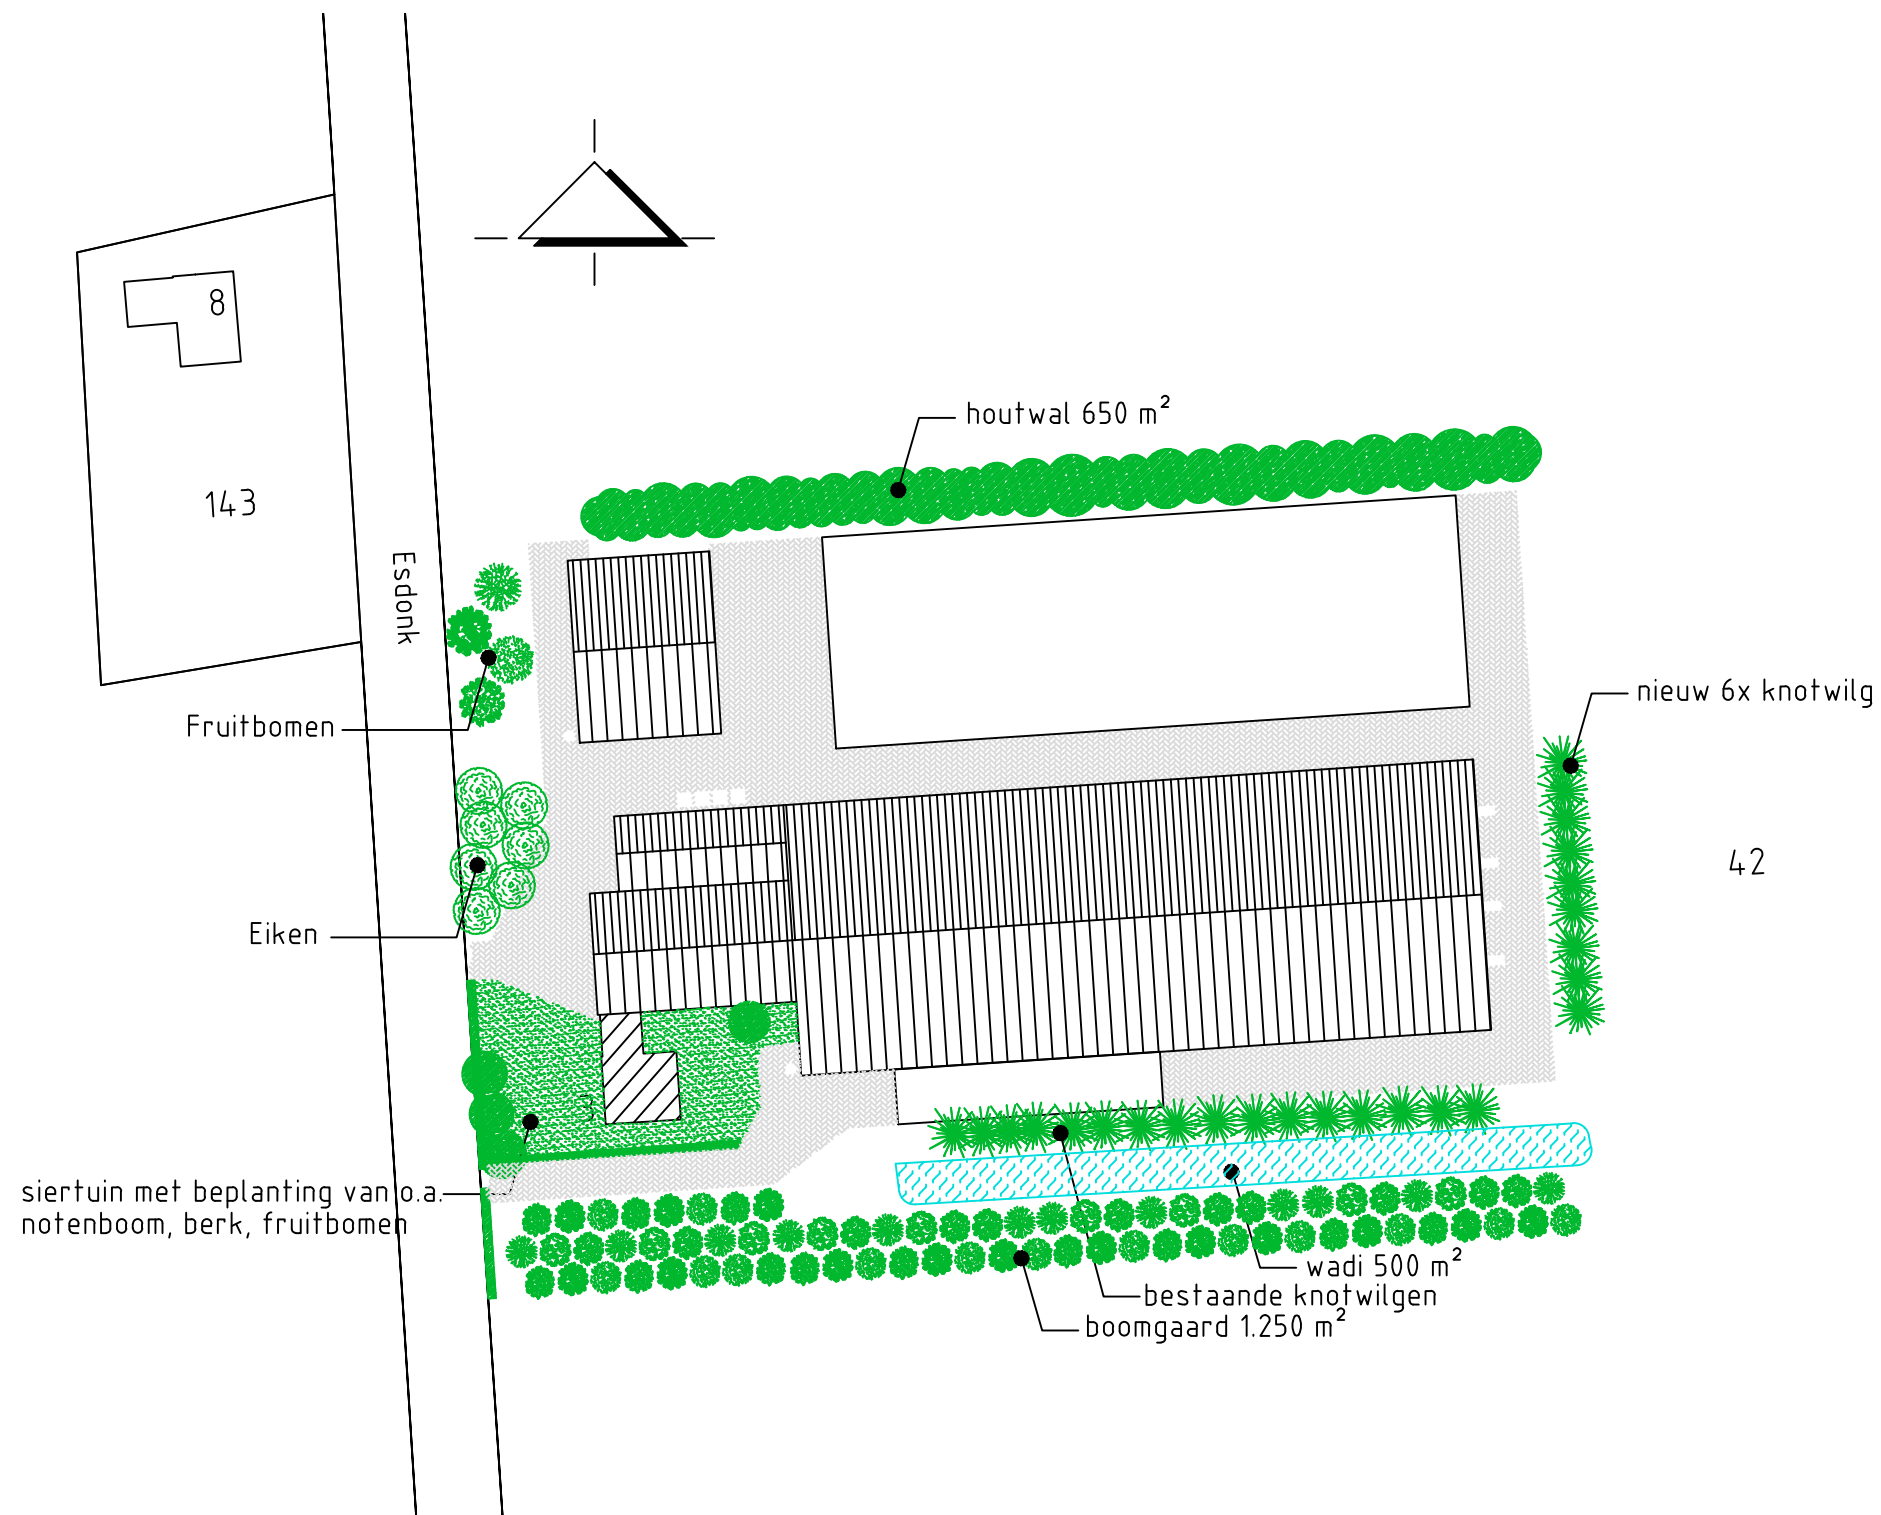 8
houtwal 650 m²
143
Esdonk
nieuw 6x knotwilg
Fruitbomen
42
Eiken
siertuin met beplanting van o.a.
notenboom, berk, fruitbomen
wadi 500 m²
bestaande knotwilgen
boomgaard 1.250 m²